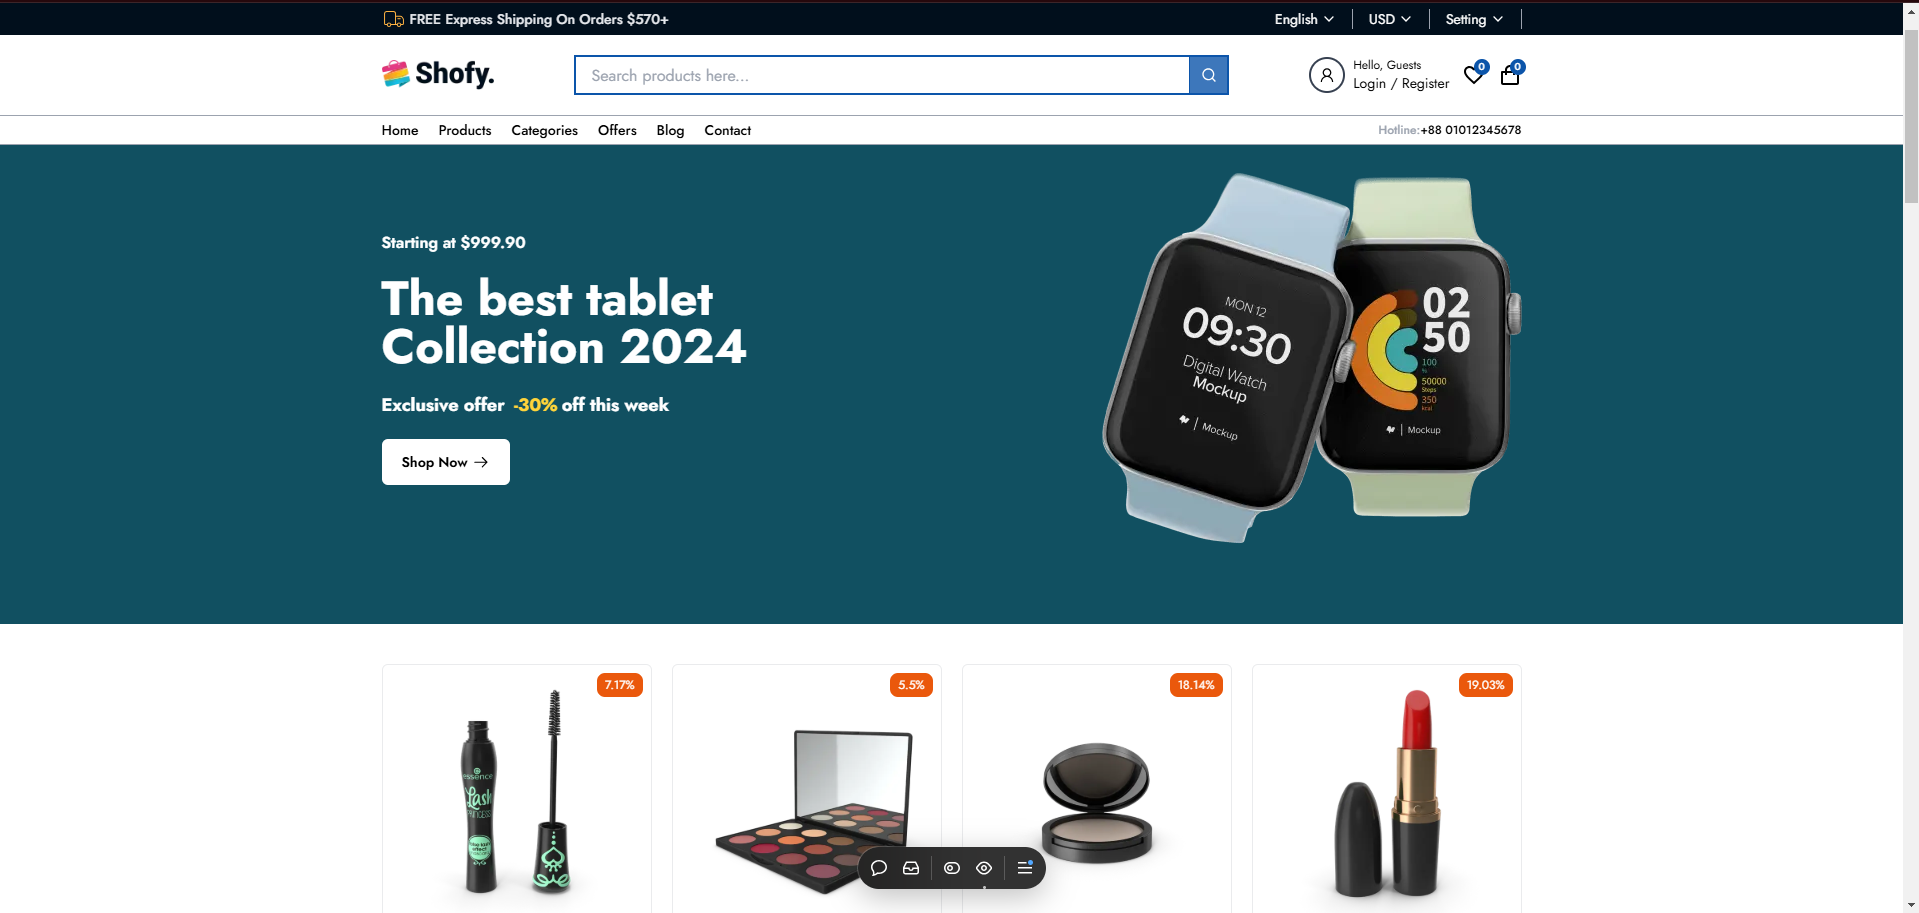 FREE Express Shipping On Orders $570+
English
USD
Setting
Shofy.
Search products here...
Hello, Guests
Login / Register
0
0
Home
Products
Categories
Offers
Blog
Contact
Hotline:+88 01012345678
Starting at $999.90
The best tablet
Collection 2024
Exclusive offer -30% off this week
Shop Now
MON 12
09:30
Digital Watch
Mockup
Mockup
02
50
100
%
50000
Steps
350
kcal
Mockup
7.17%
5.5%
18.14%
19.03%
essence
Lash
PRINCESS
false lash
effect